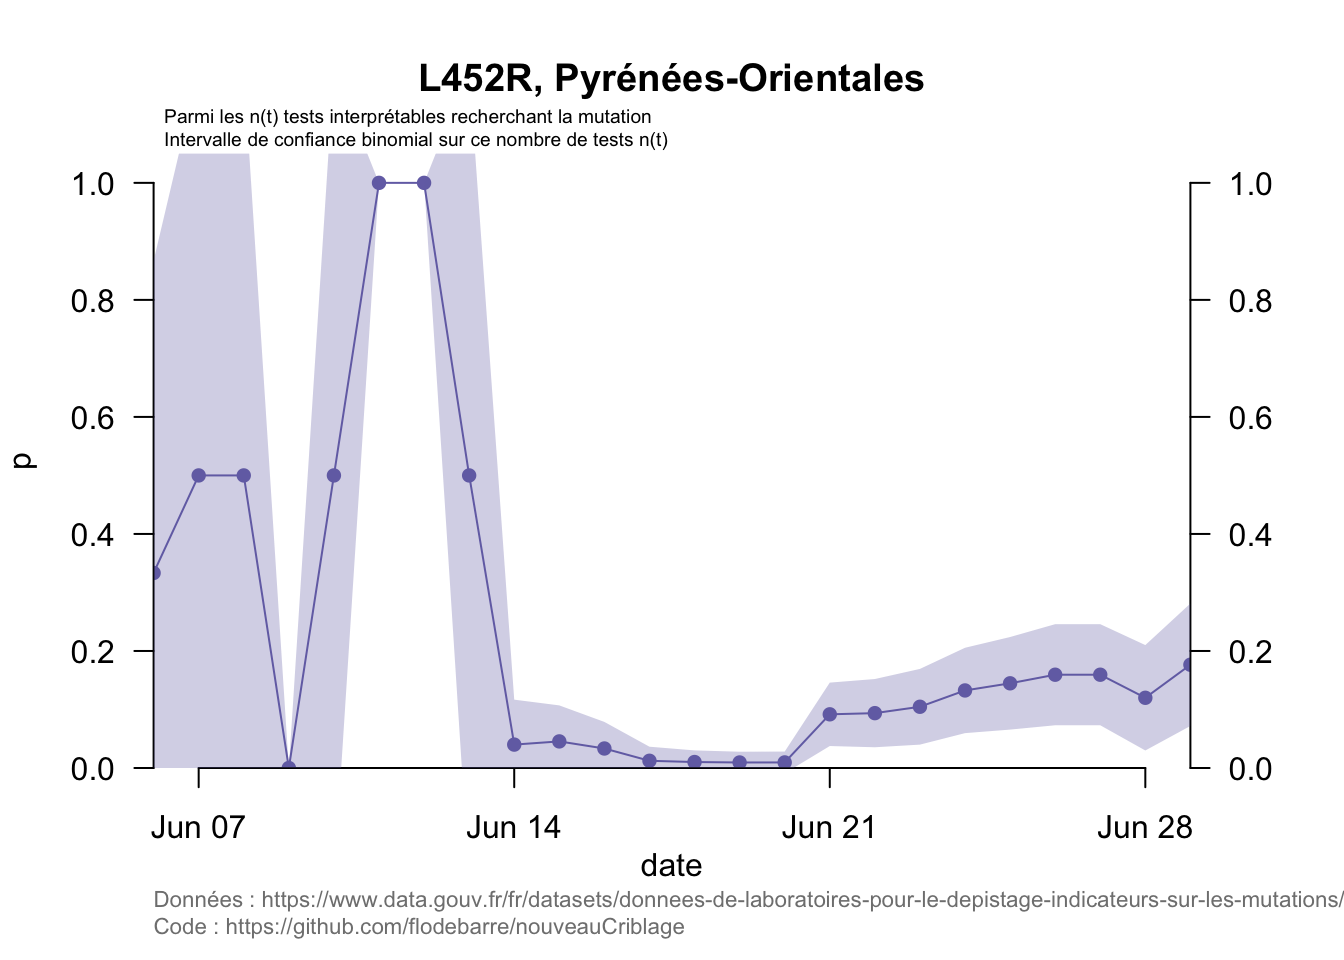 L452R, Pyrénées-Orientales
Parmi les n(t) tests interprétables recherchant la mutation
Intervalle de confiance binomial sur ce nombre de tests n(t)
1.0 1.0
0.8 0.8
0.6 0.6
p
0.4 0.4
0.2 0.2
0.0 0.0
Jun 07 Jun 14 Jun 21 Jun 28
date
Données : https://www.data.gouv.fr/fr/datasets/donnees-de-laboratoires-pour-le-depistage-indicateurs-sur-les-mutations/
Code : https://github.com/flodebarre/nouveauCriblage